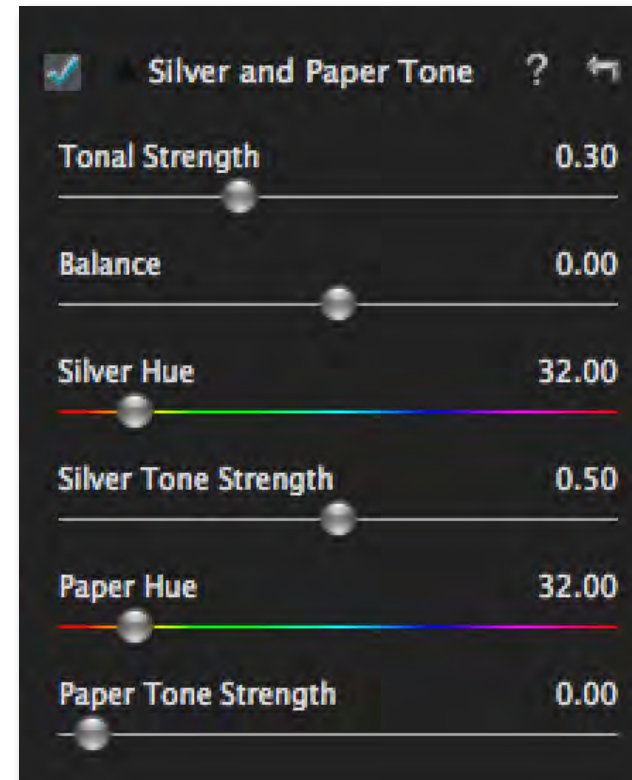 Silver and Paper Tone ?
Tonal Strength 0.30
Balance 0.00
Silver Hue 32.00
Silver Tone Strength 0.50
Paper Hue 32.00
Paper Tone Strength 0.00